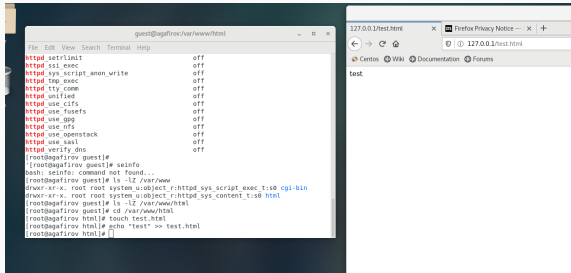 guest@agafirov:/var/www/html
File Edit View Search Terminal Help
httpd_setrlimit off
httpd_ssi_exec off
httpd_sys_script_anon_write off
httpd_tmp_exec off
httpd_tty_comm off
httpd_unified off
httpd_use_cifs off
httpd_use_fusefs off
httpd_use_gpg off
httpd_use_nfs off
httpd_use_openstack off
httpd_use_sasl off
httpd_verify_dns off
[root@agafirov guest]#
'[root@agafirov guest]# seinfo
bash: seinfo: command not found...
[root@agafirov guest]# ls -lZ /var/www
drwxr-xr-x. root root system_u:object_r:httpd_sys_script_exec_t:s0 cgi-bin
drwxr-xr-x. root root system_u:object_r:httpd_sys_content_t:s0 html
[root@agafirov guest]# ls -lZ /var/www/html
[root@agafirov guest]# cd /var/www/html
[root@agafirov html]# touch test.html
[root@agafirov html]# echo "test" >> test.html
[root@agafirov html]#
127.0.0.1/test.html
Firefox Privacy Notice —
127.0.0.1/test.html
Centos Wiki Documentation Forums
test